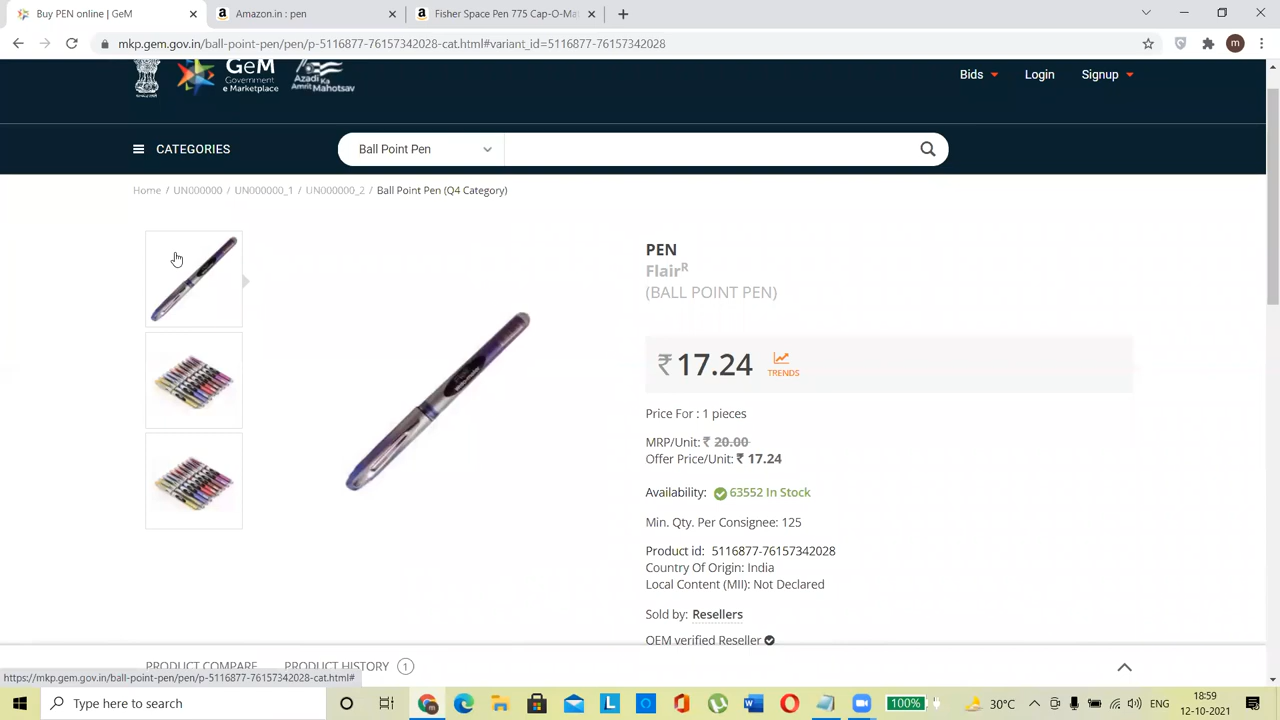 Buy PEN online | GeM
Amazon.in : pen
Fisher Space Pen 775 Cap-O-Ma
mkp.gem.gov.in/ball-point-pen/pen/p-5116877-76157342028-cat.html#variant_id=5116877-76157342028
m
GeM
Government
e Marketplace
Azadi
Ka
Amrit Mahotsav
Bids
Login
Signup
CATEGORIES
Ball Point Pen
Home / UN000000 / UN000000_1 / UN000000_2 / Ball Point Pen (Q4 Category)
PEN
Flair R
(BALL POINT PEN)
₹ 17.24
TRENDS
Price For : 1 pieces
MRP/Unit: ₹ 20.00
Offer Price/Unit: ₹ 17.24
Availability: 63552 In Stock
Min. Qty. Per Consignee: 125
Product id: 5116877-76157342028
Country Of Origin: India
Local Content (MII): Not Declared
Sold by: Resellers
OEM verified Reseller
PRODUCT COMPARE PRODUCT HISTORY 1
https://mkp.gem.gov.in/ball-point-pen/pen/p-5116877-76157342028-cat.html#
Type here to search
100%
30°C
ENG
18:59
12-10-2021